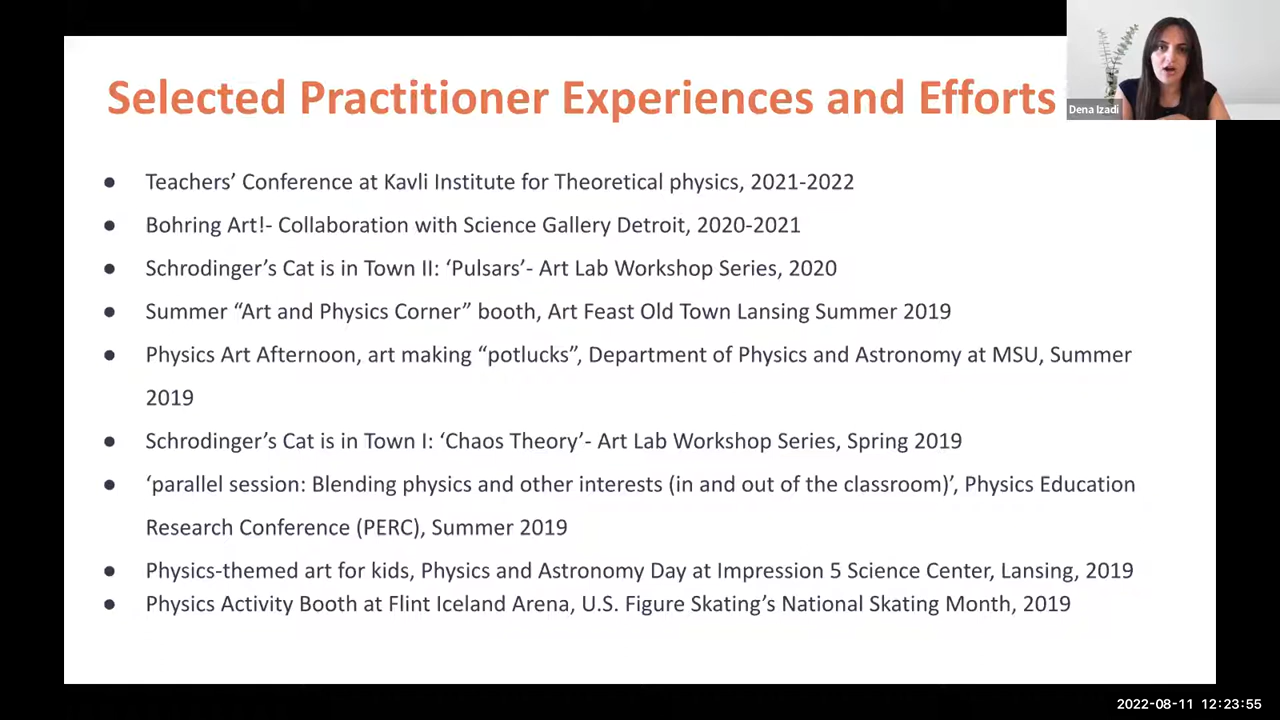 Selected Practitioner Experiences and Efforts
Dena Izadi
● Teachers’ Conference at Kavli Institute for Theoretical physics, 2021-2022
● Bohring Art!- Collaboration with Science Gallery Detroit, 2020-2021
● Schrodinger’s Cat is in Town II: ‘Pulsars’- Art Lab Workshop Series, 2020
● Summer “Art and Physics Corner” booth, Art Feast Old Town Lansing Summer 2019
● Physics Art Afternoon, art making “potlucks”, Department of Physics and Astronomy at MSU, Summer
2019
● Schrodinger’s Cat is in Town I: ‘Chaos Theory’- Art Lab Workshop Series, Spring 2019
● ‘parallel session: Blending physics and other interests (in and out of the classroom)’, Physics Education
Research Conference (PERC), Summer 2019
● Physics-themed art for kids, Physics and Astronomy Day at Impression 5 Science Center, Lansing, 2019
● Physics Activity Booth at Flint Iceland Arena, U.S. Figure Skating’s National Skating Month, 2019
2022-08-11 12:23:55